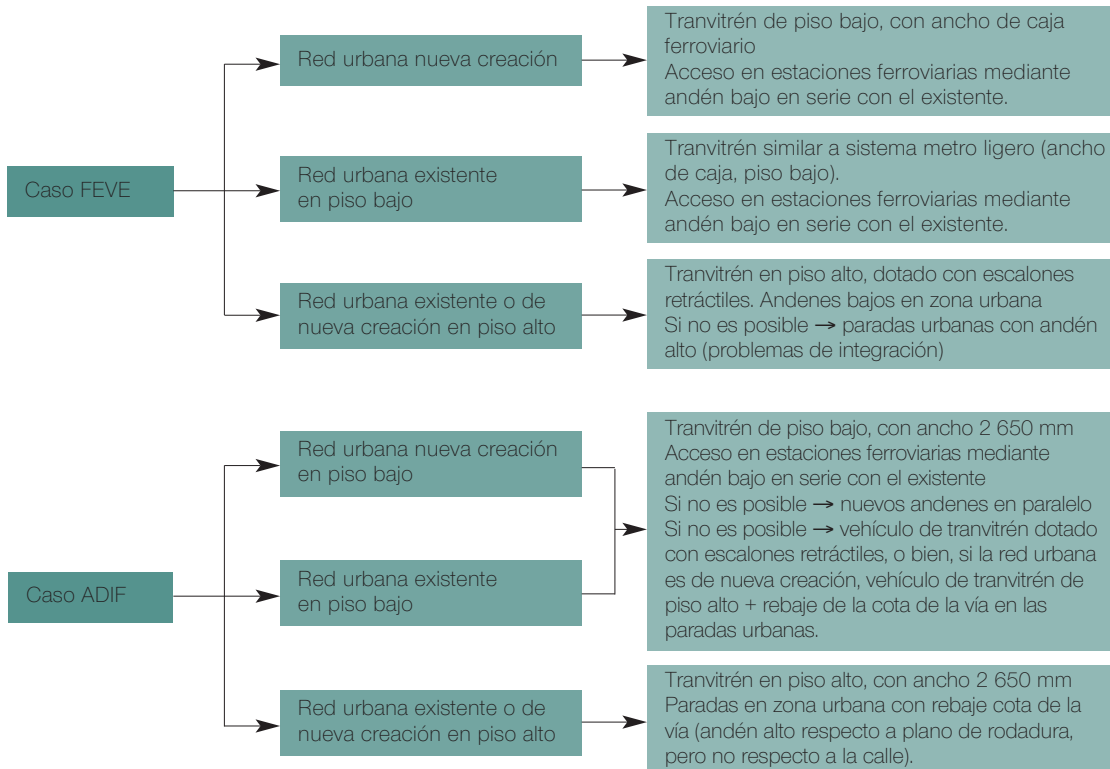 Caso FEVE
Red urbana nueva creación
Tranvitrén de piso bajo, con ancho de caja
ferroviario
Acceso en estaciones ferroviarias mediante
andén bajo en serie con el existente.
Red urbana existente
en piso bajo
Tranvitrén similar a sistema metro ligero (ancho
de caja, piso bajo).
Acceso en estaciones ferroviarias mediante
andén bajo en serie con el existente.
Red urbana existente o de
nueva creación en piso alto
Tranvitrén en piso alto, dotado con escalones
retráctiles. Andenes bajos en zona urbana
Si no es posible → paradas urbanas con andén
alto (problemas de integración)
Caso ADIF
Red urbana nueva creación
en piso bajo
Red urbana existente
en piso bajo
Tranvitrén de piso bajo, con ancho 2 650 mm
Acceso en estaciones ferroviarias mediante
andén bajo en serie con el existente
Si no es posible → nuevos andenes en paralelo
Si no es posible → vehículo de tranvitrén dotado
con escalones retráctiles, o bien, si la red urbana
es de nueva creación, vehículo de tranvitrén de
piso alto + rebaje de la cota de la vía en las
paradas urbanas.
Red urbana existente o de
nueva creación en piso alto
Tranvitrén en piso alto, con ancho 2 650 mm
Paradas en zona urbana con rebaje cota de la
vía (andén alto respecto a plano de rodadura,
pero no respecto a la calle).